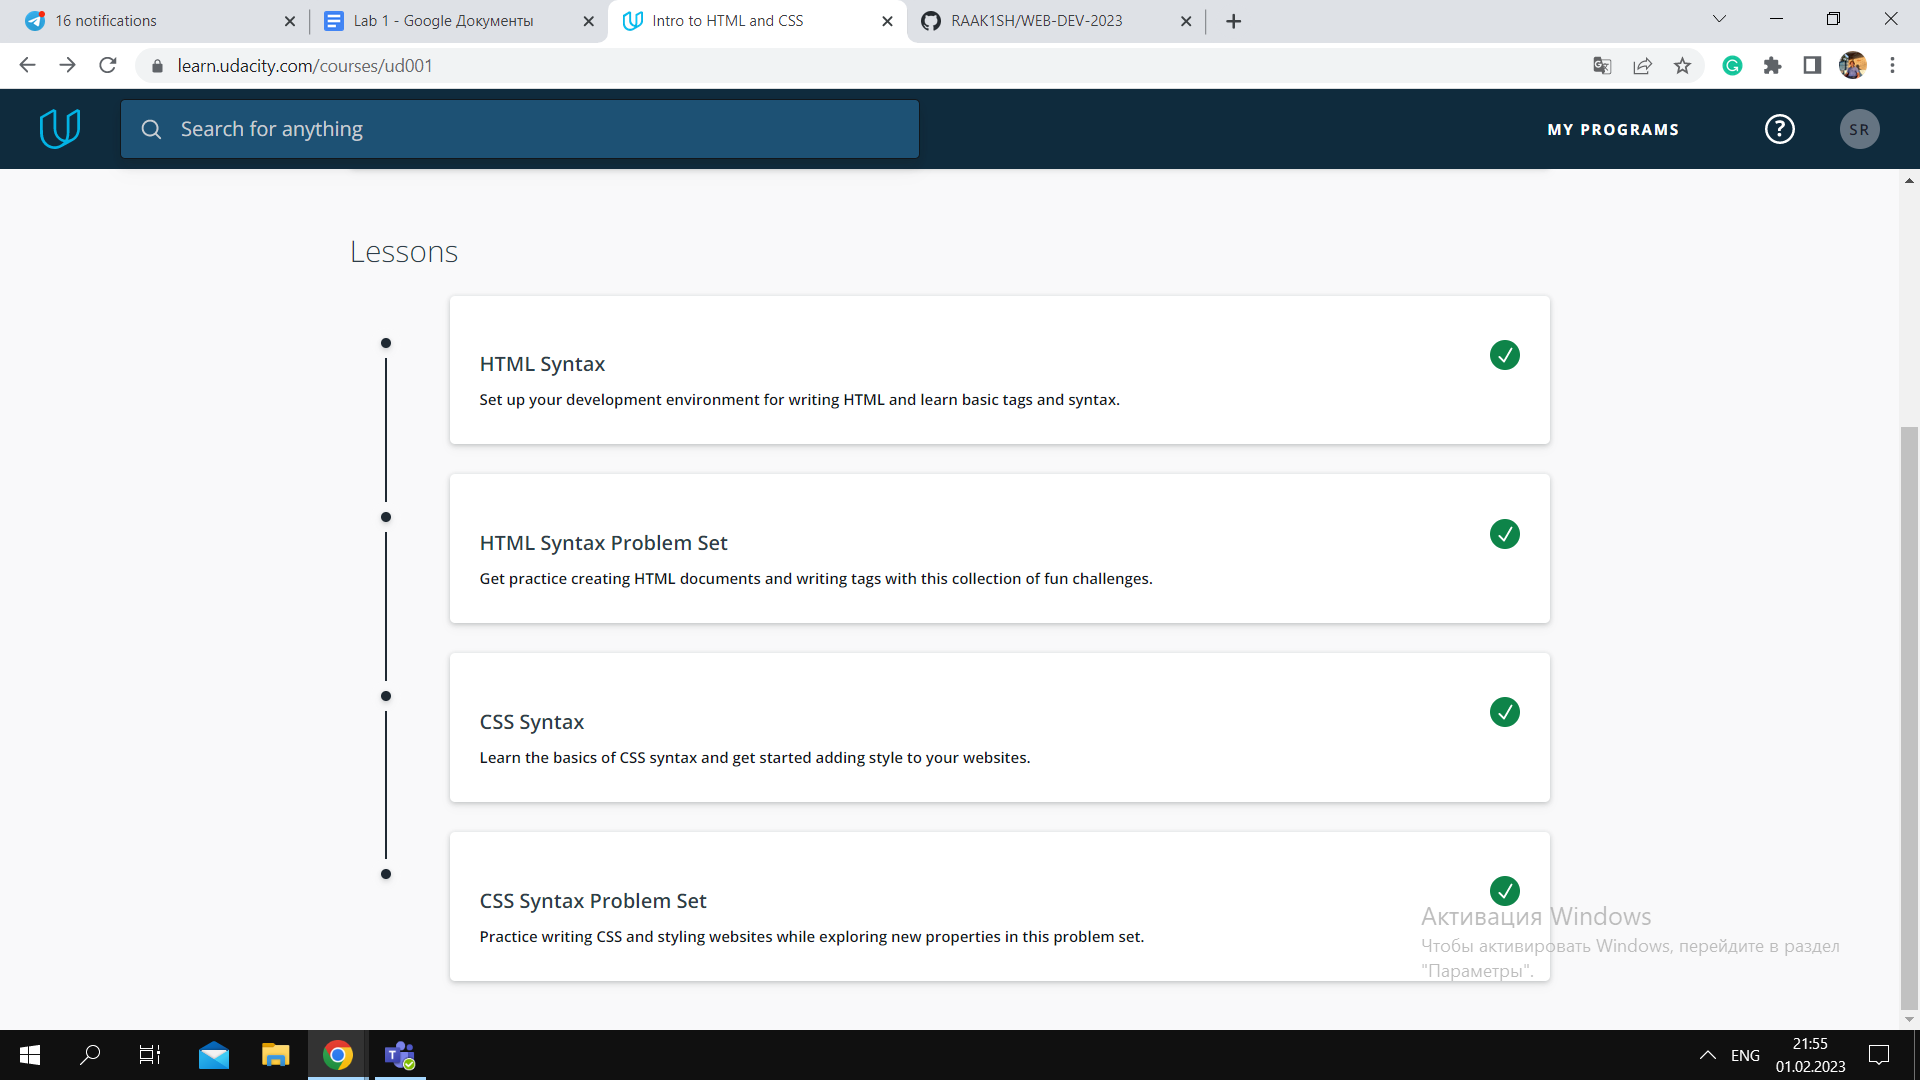 16 notifications
Lab 1 - Google Документы
Intro to HTML and CSS
RAAK1SH/WEB-DEV-2023
learn.udacity.com/courses/ud001
Search for anything
MY PROGRAMS
?
SR
Lessons
HTML Syntax
Set up your development environment for writing HTML and learn basic tags and syntax.
HTML Syntax Problem Set
Get practice creating HTML documents and writing tags with this collection of fun challenges.
CSS Syntax
Learn the basics of CSS syntax and get started adding style to your websites.
CSS Syntax Problem Set
Practice writing CSS and styling websites while exploring new properties in this problem set.
Активация Windows
Чтобы активировать Windows, перейдите в раздел
"Параметры".
ENG
21:55
01.02.2023